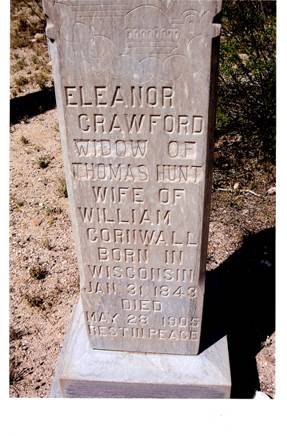 ELEANOR
CRAWFORD
WIDOW OF
THOMAS HUNT
WIFE OF
WILLIAM
CORNWALL
BORN IN
WISCONSIN
JAN. 31 1843
DIED
MAY 28 1905
REST IN PEACE